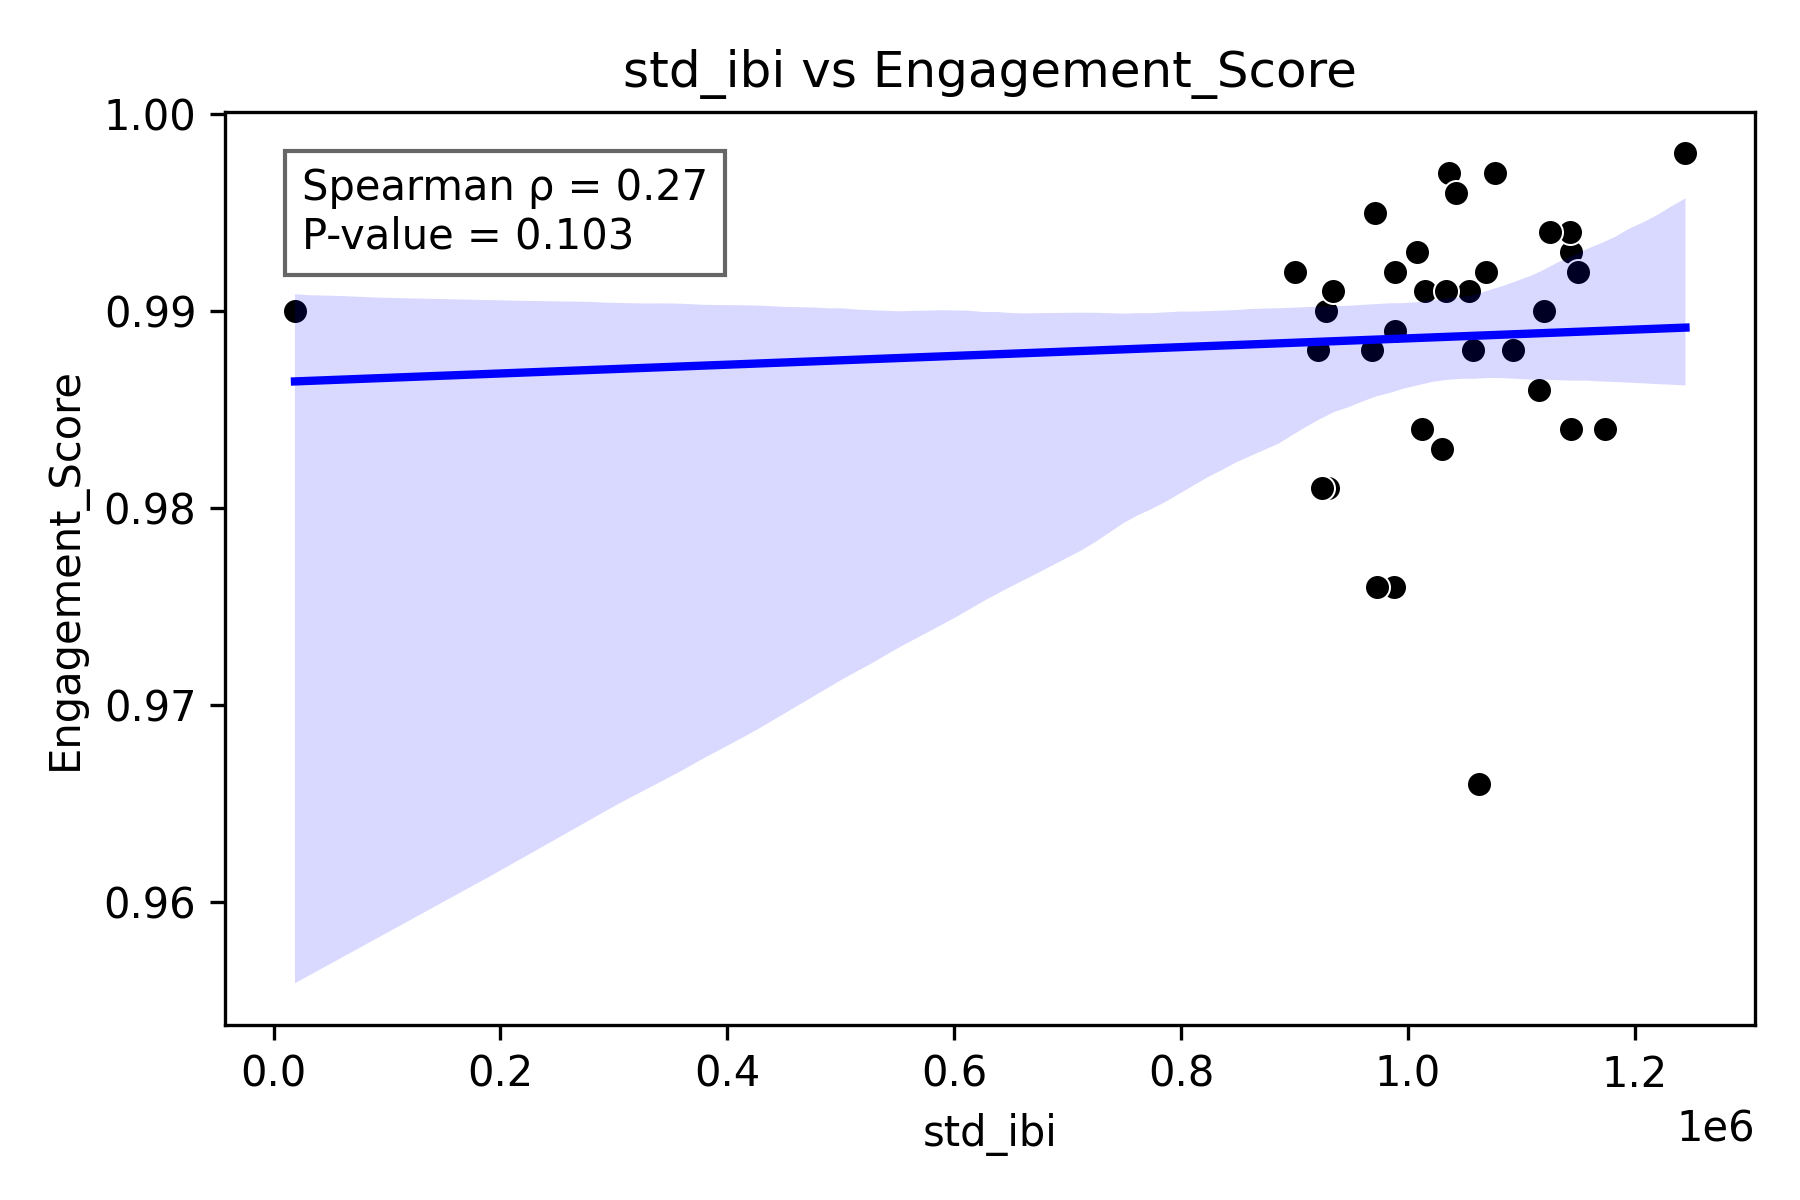 std_ibi vs Engagement_Score
1.00
0.99
0.98
0.97
0.96
Engagement_Score
Spearman ρ = 0.27
P-value = 0.103
0.0 0.2 0.4 0.6 0.8 1.0 1.2
1e6
std_ibi